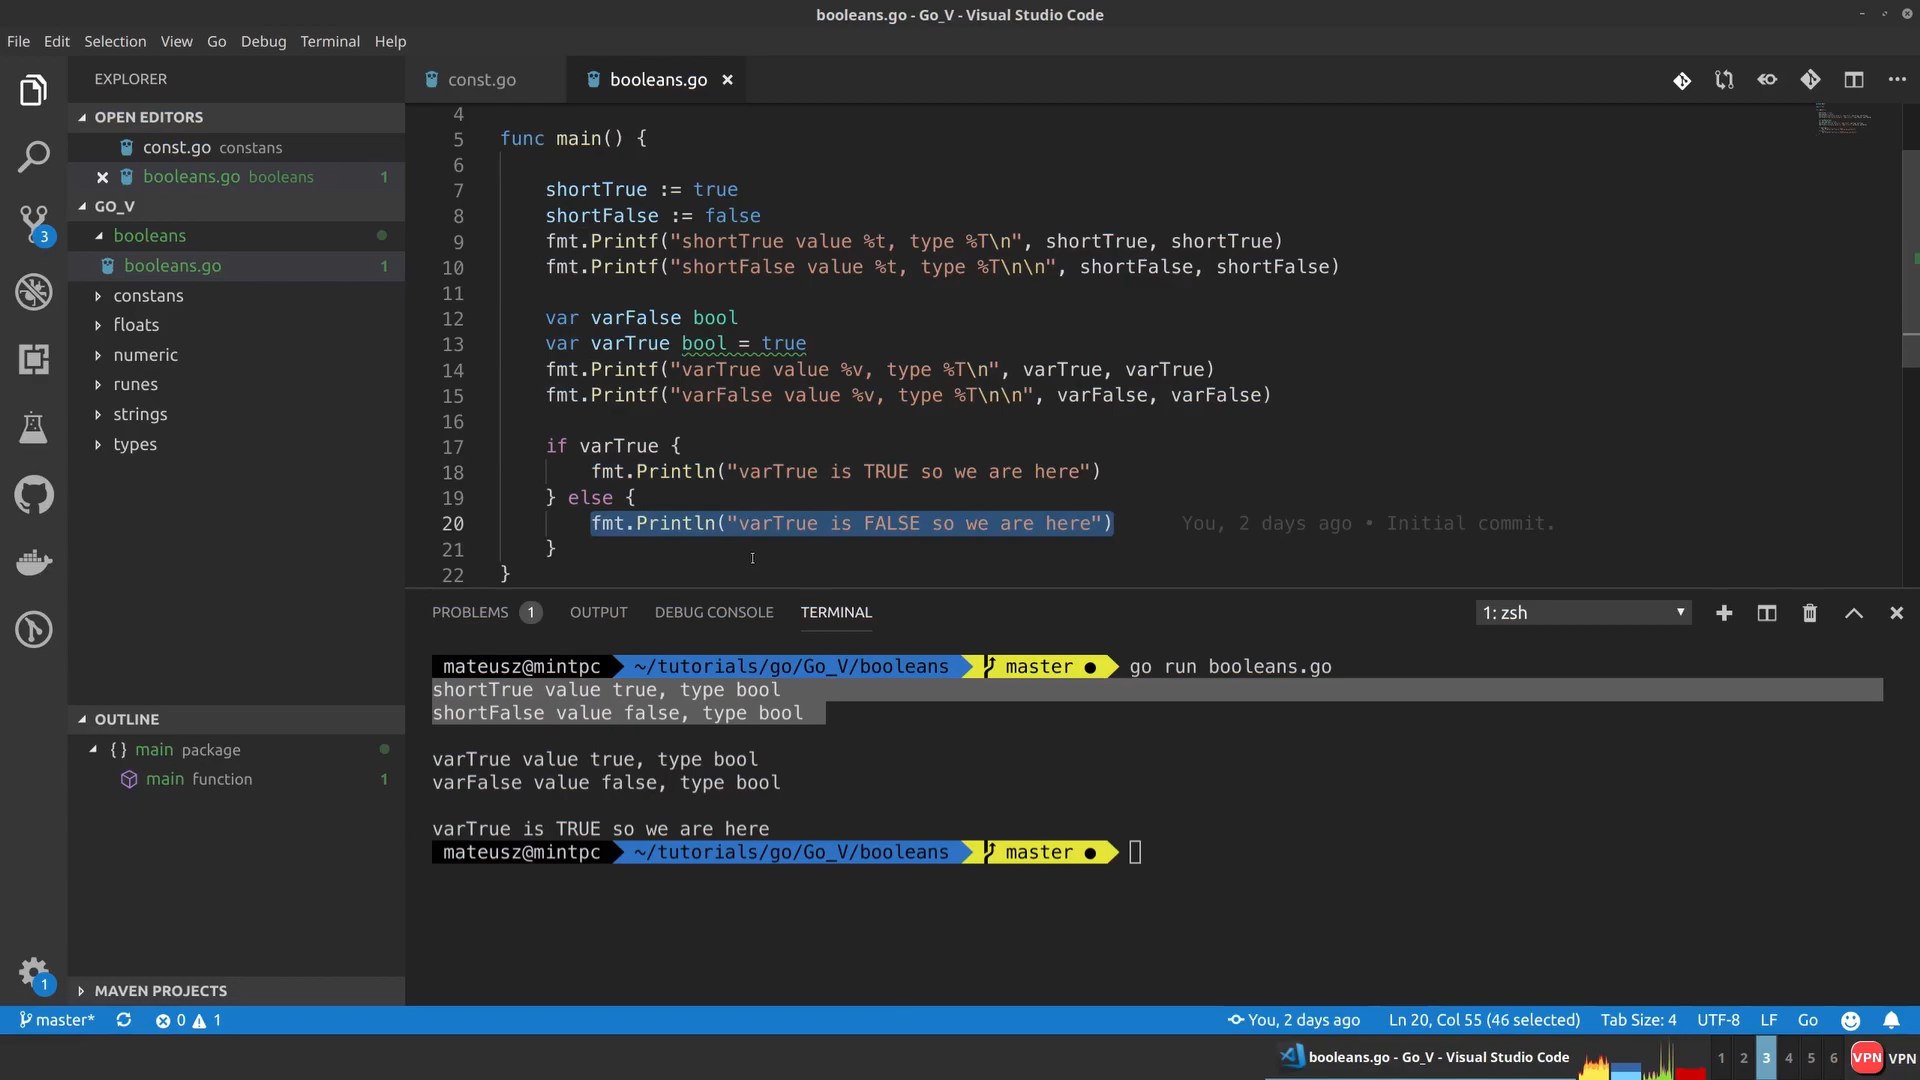 booleans.go - Go_V - Visual Studio Code
File Edit Selection View Go Debug Terminal Help
EXPLORER
OPEN EDITORS
const.go constans
booleans.go booleans 1
GO_V
booleans
booleans.go 1
constans
floats
numeric
runes
strings
types
OUTLINE
{ } main package
main function 1
MAVEN PROJECTS
3
1
const.go
booleans.go
4
5 func main() {
6
7 shortTrue := true
8 shortFalse := false
9 fmt.Printf("shortTrue value %t, type %T\n", shortTrue, shortTrue)
10 fmt.Printf("shortFalse value %t, type %T\n\n", shortFalse, shortFalse)
11
12 var varFalse bool
13 var varTrue bool = true
14 fmt.Printf("varTrue value %v, type %T\n", varTrue, varTrue)
15 fmt.Printf("varFalse value %v, type %T\n\n", varFalse, varFalse)
16
17 if varTrue {
18 fmt.Println("varTrue is TRUE so we are here")
19 } else {
20 fmt.Println("varTrue is FALSE so we are here") You, 2 days ago • Initial commit.
21 }
22 }
PROBLEMS 1 OUTPUT DEBUG CONSOLE TERMINAL 1: zsh
mateusz@mintpc ~/tutorials/go/Go_V/booleans master ● go run booleans.go
shortTrue value true, type bool
shortFalse value false, type bool
varTrue value true, type bool
varFalse value false, type bool
varTrue is TRUE so we are here
mateusz@mintpc ~/tutorials/go/Go_V/booleans master ●
master* 0 1 You, 2 days ago Ln 20, Col 55 (46 selected) Tab Size: 4 UTF-8 LF Go
booleans.go - Go_V - Visual Studio Code 1 2 3 4 5 6 VPN VPN